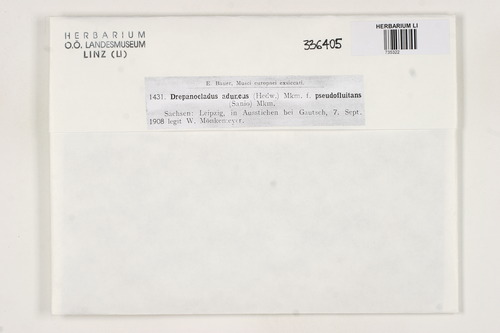 HERBARIUM
O.Ö. LANDESMUSEUM
LINZ (LI)
336405
HERBARIUM LI
E. Bauer, Musci europaei exsiccati.
1431. Drepanocladus aduncus (Hedw.) Mkm. f. pseudofluitans
(Sanio) Mkm,
Sachsen: Leipzig, in Ausstichen bei Gautsch, 7. Sept.
1908 legit W. Mönkemeyer.